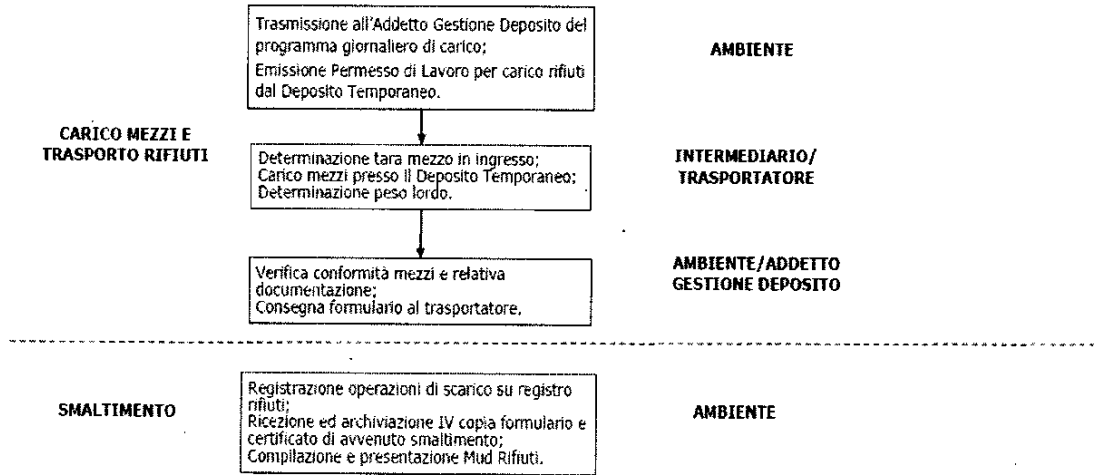 Trasmissione all'Addetto Gestione Deposito del
programma giornaliero di carico;
Emissione Permesso di Lavoro per carico rifiuti
dal Deposito Temporaneo.
AMBIENTE
CARICO MEZZI E
TRASPORTO RIFIUTI
Determinazione tara mezzo in ingresso;
Carico mezzi presso il Deposito Temporaneo;
Determinazione peso lordo.
INTERMEDIARIO/
TRASPORTATORE
Verifica conformità mezzi e relativa
documentazione;
Consegna formulario al trasportatore.
AMBIENTE/ADDETTO
GESTIONE DEPOSITO
SMALTIMENTO
Registrazione operazioni di scarico su registro
rifiuti;
Ricezione ed archiviazione IV copia formulario e
certificato di avvenuto smaltimento;
Compilazione e presentazione Mud Rifiuti.
AMBIENTE